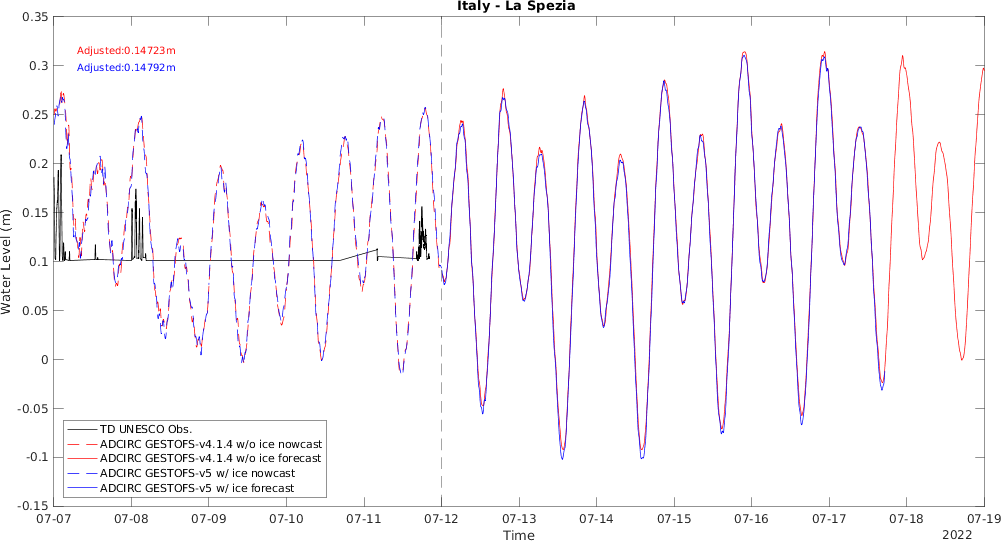 Italy - La Spezia
0.35
0.3
0.25
0.2
0.15
0.1
0.05
0
-0.05
-0.1
-0.15
Water Level (m)
Adjusted:0.14723m
Adjusted:0.14792m
TD UNESCO Obs.
ADCIRC GESTOFS-v4.1.4 w/o ice nowcast
ADCIRC GESTOFS-v4.1.4 w/o ice forecast
ADCIRC GESTOFS-v5 w/ ice nowcast
ADCIRC GESTOFS-v5 w/ ice forecast
07-07 07-08 07-09 07-10 07-11 07-12 07-13 07-14 07-15 07-16 07-17 07-18 07-19
Time
2022